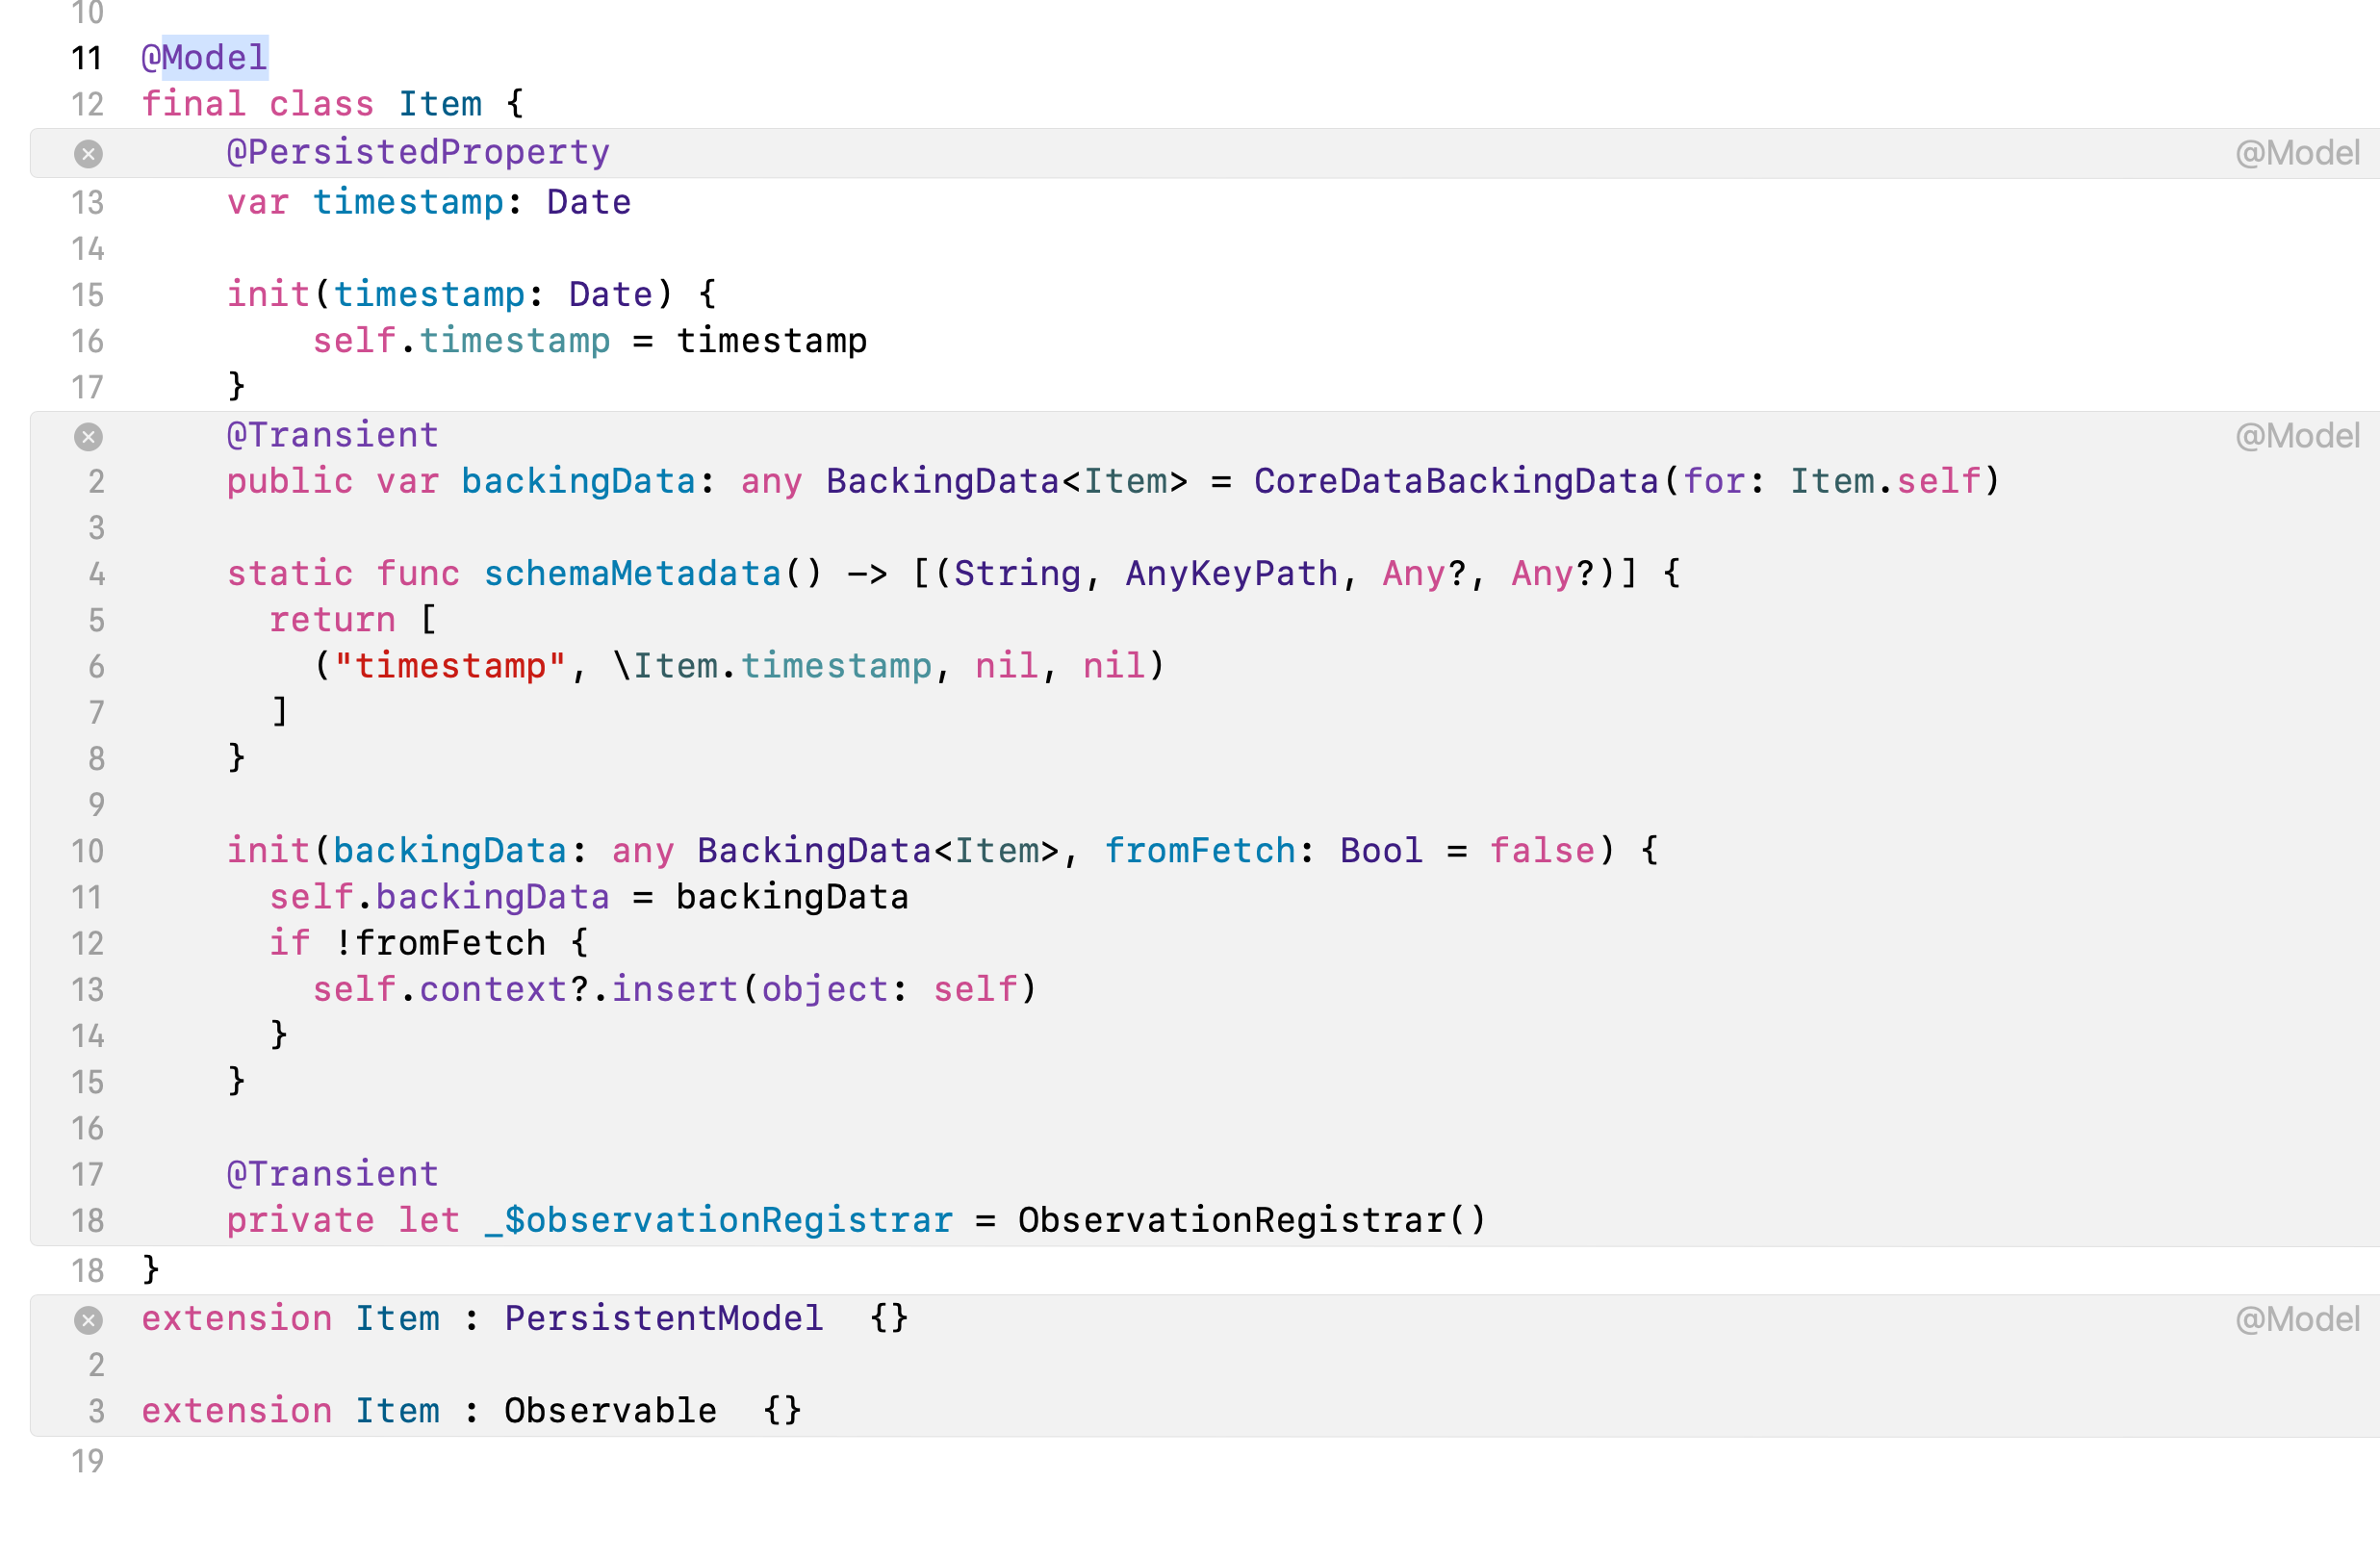 10
11 @Model
12 final class Item {
@PersistedProperty @Model
13     var timestamp: Date
14
15     init(timestamp: Date) {
16         self.timestamp = timestamp
17     }
@Transient @Model
2     public var backingData: any BackingData<Item> = CoreDataBackingData(for: Item.self)
3
4     static func schemaMetadata() -> [(String, AnyKeyPath, Any?, Any?)] {
5       return [
6         ("timestamp", \Item.timestamp, nil, nil)
7       ]
8     }
9
10     init(backingData: any BackingData<Item>, fromFetch: Bool = false) {
11       self.backingData = backingData
12       if !fromFetch {
13         self.context?.insert(object: self)
14       }
15     }
16
17     @Transient
18     private let _$observationRegistrar = ObservationRegistrar()
18 }
extension Item : PersistentModel  {} @Model
2
3 extension Item : Observable  {}
19